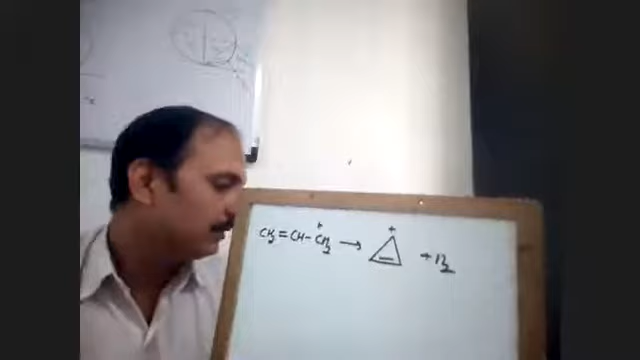 CH₂=CH-CH₂⁺ → △⁺ + H₂